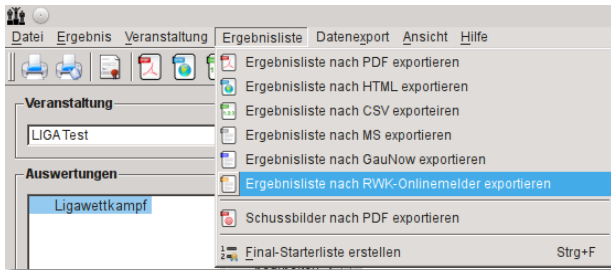 Datei Ergebnis Veranstaltung Ergebnisliste Datenexport Ansicht Hilfe
Ergebnisliste nach PDF exportieren
Ergebnisliste nach HTML exportieren
Veranstaltung
Ergebnisliste nach CSV exporteiren
LIGA Test
Ergebnisliste nach MS exportieren
Ergebnisliste nach GauNow exportieren
Auswertungen
Ergebnisliste nach RWK-Onlinemelder exportieren
Ligawettkampf
Schussbilder nach PDF exportieren
Final-Starterliste erstellen Strg+F